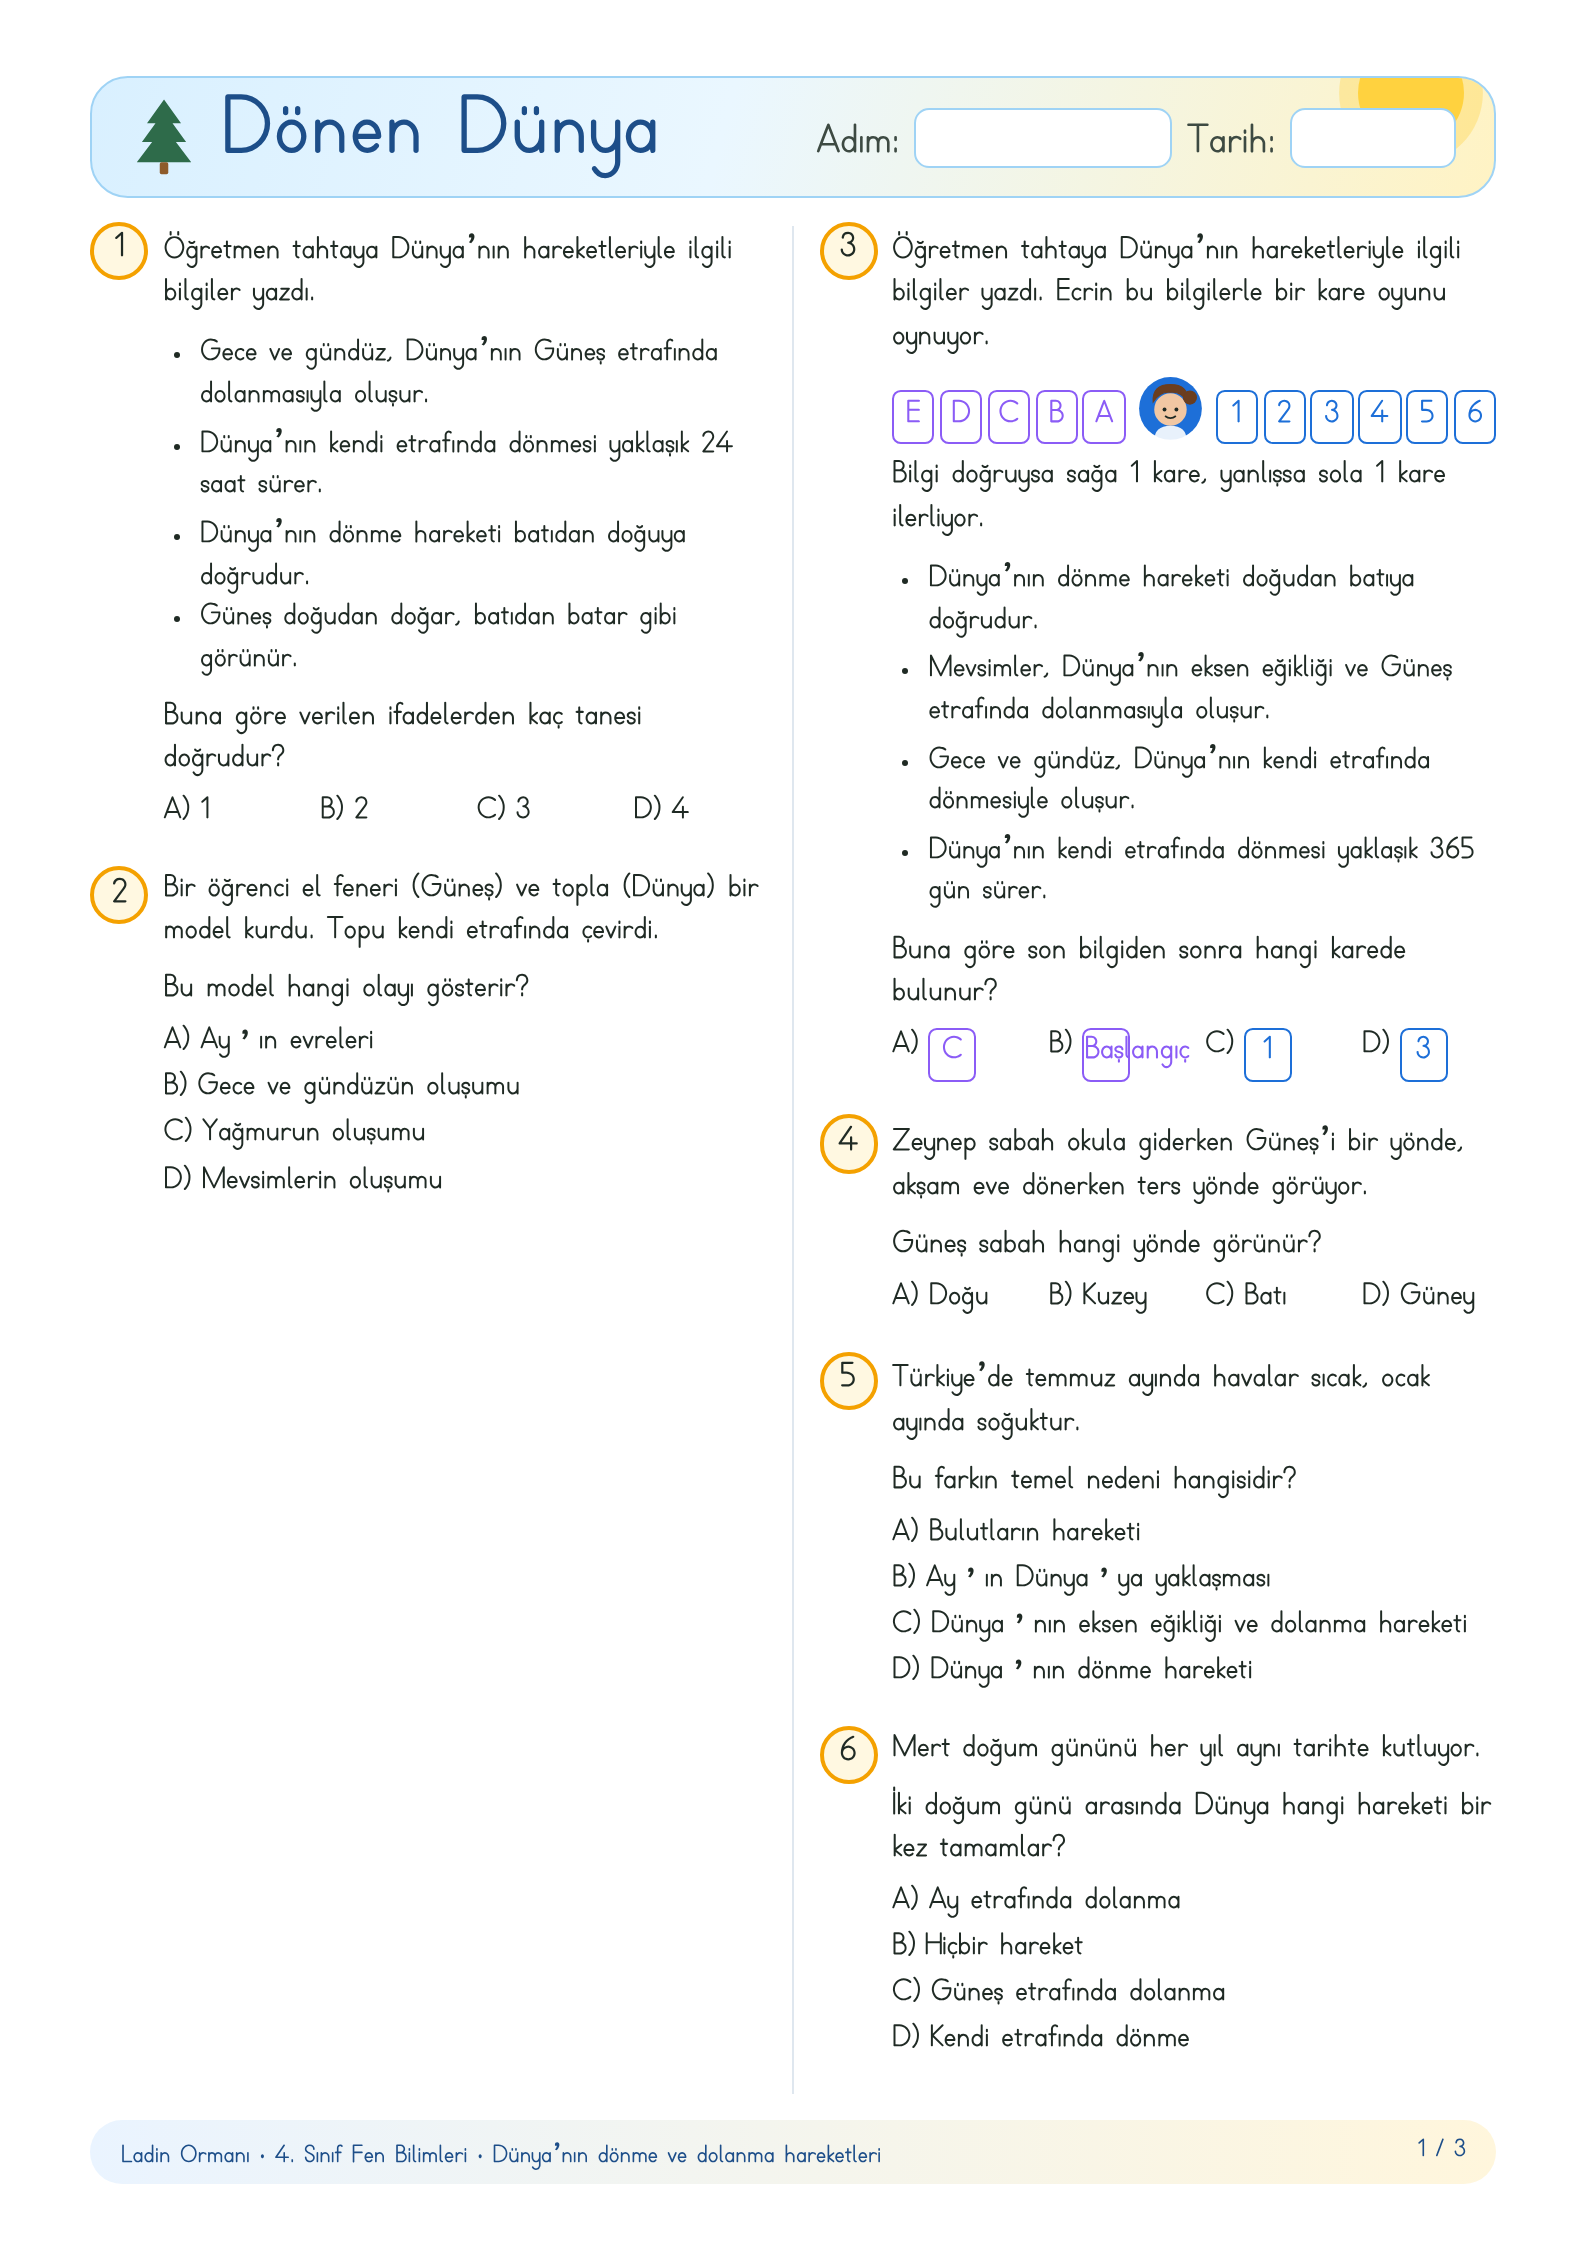 Dönen Dünya
Adım:
Tarih:
1
Öğretmen tahtaya Dünya’nın hareketleriyle ilgili
bilgiler yazdı.
• Gece ve gündüz, Dünya’nın Güneş etrafında
dolanmasıyla oluşur.
• Dünya’nın kendi etrafında dönmesi yaklaşık 24
saat sürer.
• Dünya’nın dönme hareketi batıdan doğuya
doğrudur.
• Güneş doğudan doğar, batıdan batar gibi
görünür.
Buna göre verilen ifadelerden kaç tanesi
doğrudur?
A) 1 B) 2 C) 3 D) 4
2
Bir öğrenci el feneri (Güneş) ve topla (Dünya) bir
model kurdu. Topu kendi etrafında çevirdi.
Bu model hangi olayı gösterir?
A) Ay ’ ın evreleri
B) Gece ve gündüzün oluşumu
C) Yağmurun oluşumu
D) Mevsimlerin oluşumu
3
Öğretmen tahtaya Dünya’nın hareketleriyle ilgili
bilgiler yazdı. Ecrin bu bilgilerle bir kare oyunu
oynuyor.
E D C B A 1 2 3 4 5 6
Bilgi doğruysa sağa 1 kare, yanlışsa sola 1 kare
ilerliyor.
• Dünya’nın dönme hareketi doğudan batıya
doğrudur.
• Mevsimler, Dünya’nın eksen eğikliği ve Güneş
etrafında dolanmasıyla oluşur.
• Gece ve gündüz, Dünya’nın kendi etrafında
dönmesiyle oluşur.
• Dünya’nın kendi etrafında dönmesi yaklaşık 365
gün sürer.
Buna göre son bilgiden sonra hangi karede
bulunur?
A) C B) Başlangıç C) 1 D) 3
4
Zeynep sabah okula giderken Güneş’i bir yönde,
akşam eve dönerken ters yönde görüyor.
Güneş sabah hangi yönde görünür?
A) Doğu B) Kuzey C) Batı D) Güney
5
Türkiye’de temmuz ayında havalar sıcak, ocak
ayında soğuktur.
Bu farkın temel nedeni hangisidir?
A) Bulutların hareketi
B) Ay ’ ın Dünya ’ ya yaklaşması
C) Dünya ’ nın eksen eğikliği ve dolanma hareketi
D) Dünya ’ nın dönme hareketi
6
Mert doğum gününü her yıl aynı tarihte kutluyor.
İki doğum günü arasında Dünya hangi hareketi bir
kez tamamlar?
A) Ay etrafında dolanma
B) Hiçbir hareket
C) Güneş etrafında dolanma
D) Kendi etrafında dönme
Ladin Ormanı • 4. Sınıf Fen Bilimleri • Dünya’nın dönme ve dolanma hareketleri
1 / 3